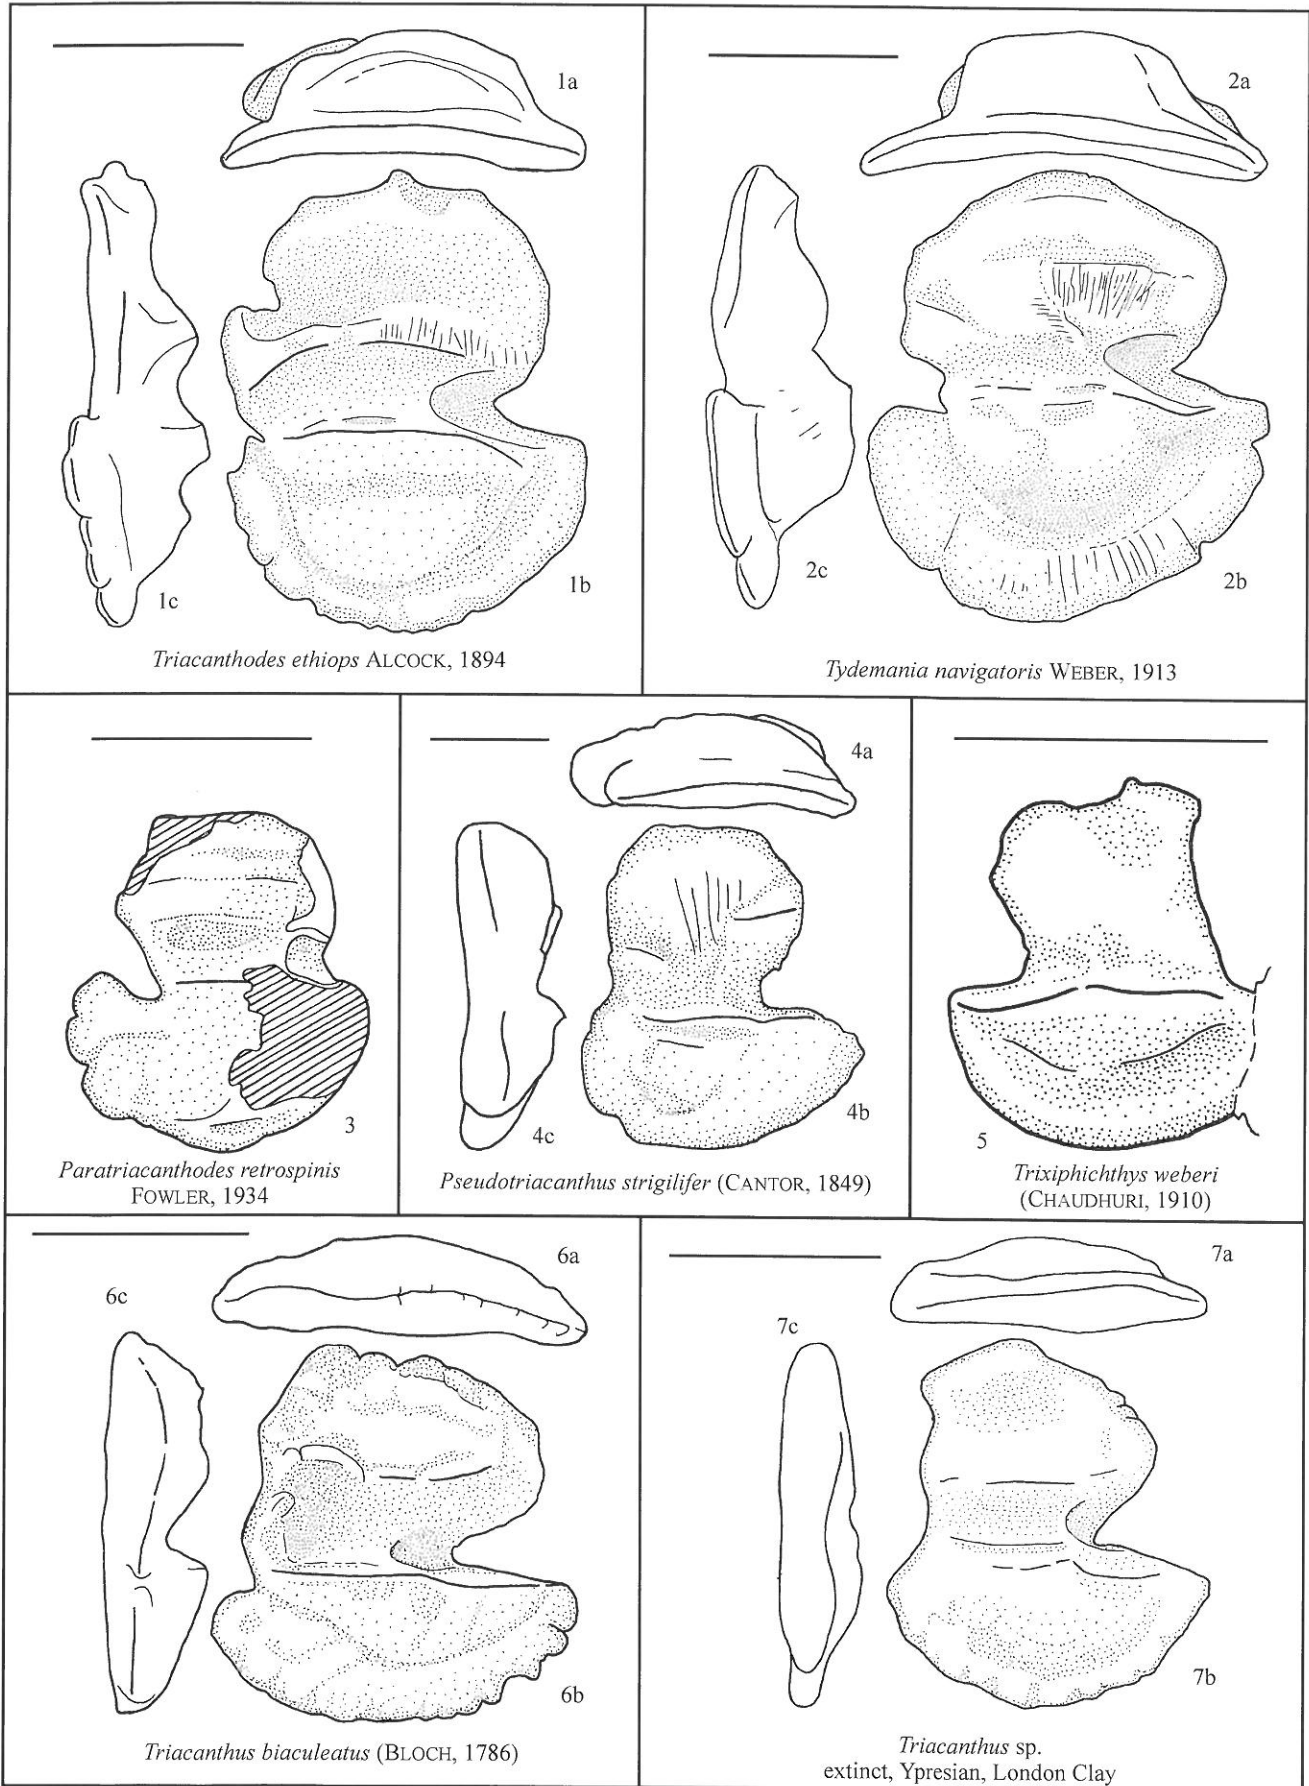 1a
1c
1b
Triacanthodes ethiops ALCOCK, 1894
2a
2c
2b
Tydemania navigatoris WEBER, 1913
3
Paratriacanthodes retrospinis
FOWLER, 1934
4a
4c
4b
Pseudotriacanthus strigilifer (CANTOR, 1849)
5
Trixiphichthys weberi
(CHAUDHURI, 1910)
6a
6c
6b
Triacanthus biaculeatus (BLOCH, 1786)
7a
7c
7b
Triacanthus sp.
extinct, Ypresian, London Clay